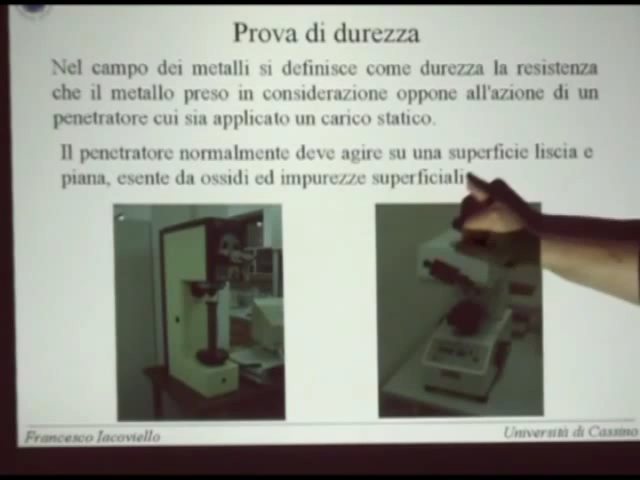 Prova di durezza
Nel campo dei metalli si definisce come durezza la resistenza
che il metallo preso in considerazione oppone all'azione di un
penetratore cui sia applicato un carico statico.
Il penetratore normalmente deve agire su una superficie liscia e
piana, esente da ossidi ed impurezze superficiali
Francesco Iacoviello
Università di Cassino